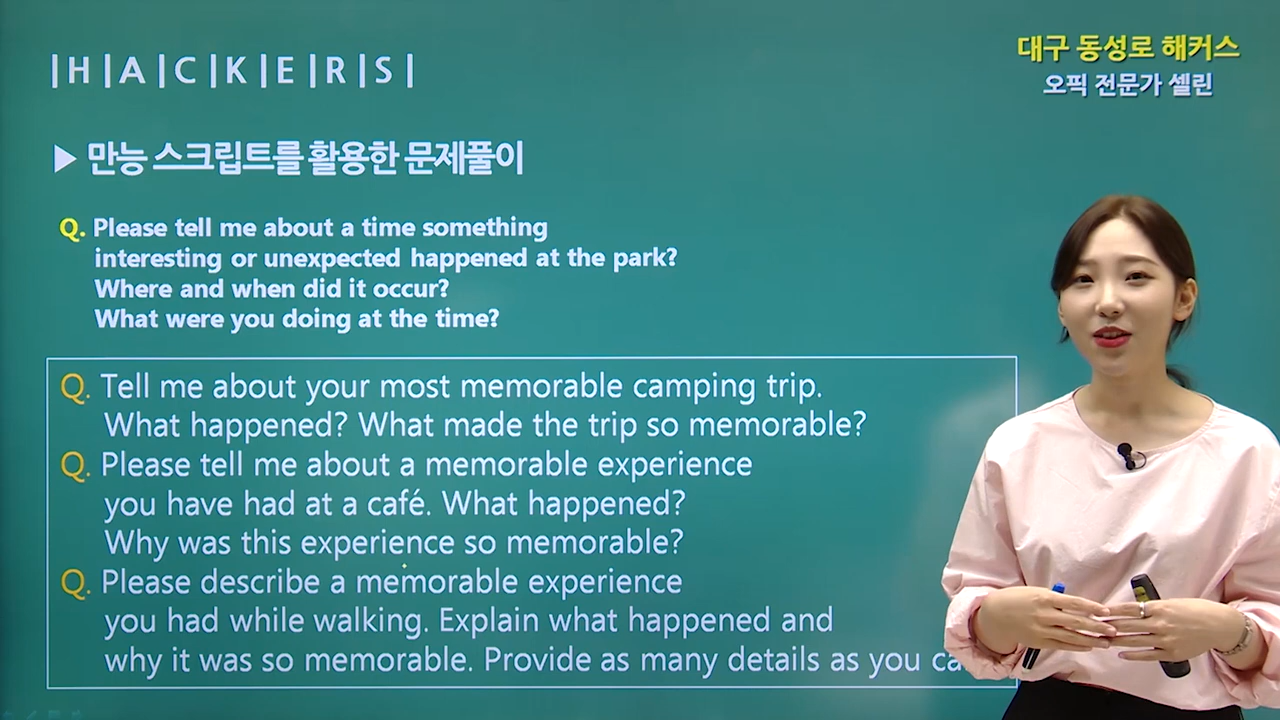 |H|A|C|K|E|R|S|
대구 동성로 해커스
오픽 전문가 셀린
▶ 만능 스크립트를 활용한 문제풀이
Q. Please tell me about a time something
interesting or unexpected happened at the park?
Where and when did it occur?
What were you doing at the time?
Q. Tell me about your most memorable camping trip.
What happened? What made the trip so memorable?
Q. Please tell me about a memorable experience
you have had at a café. What happened?
Why was this experience so memorable?
Q. Please describe a memorable experience
you had while walking. Explain what happened and
why it was so memorable. Provide as many details as you